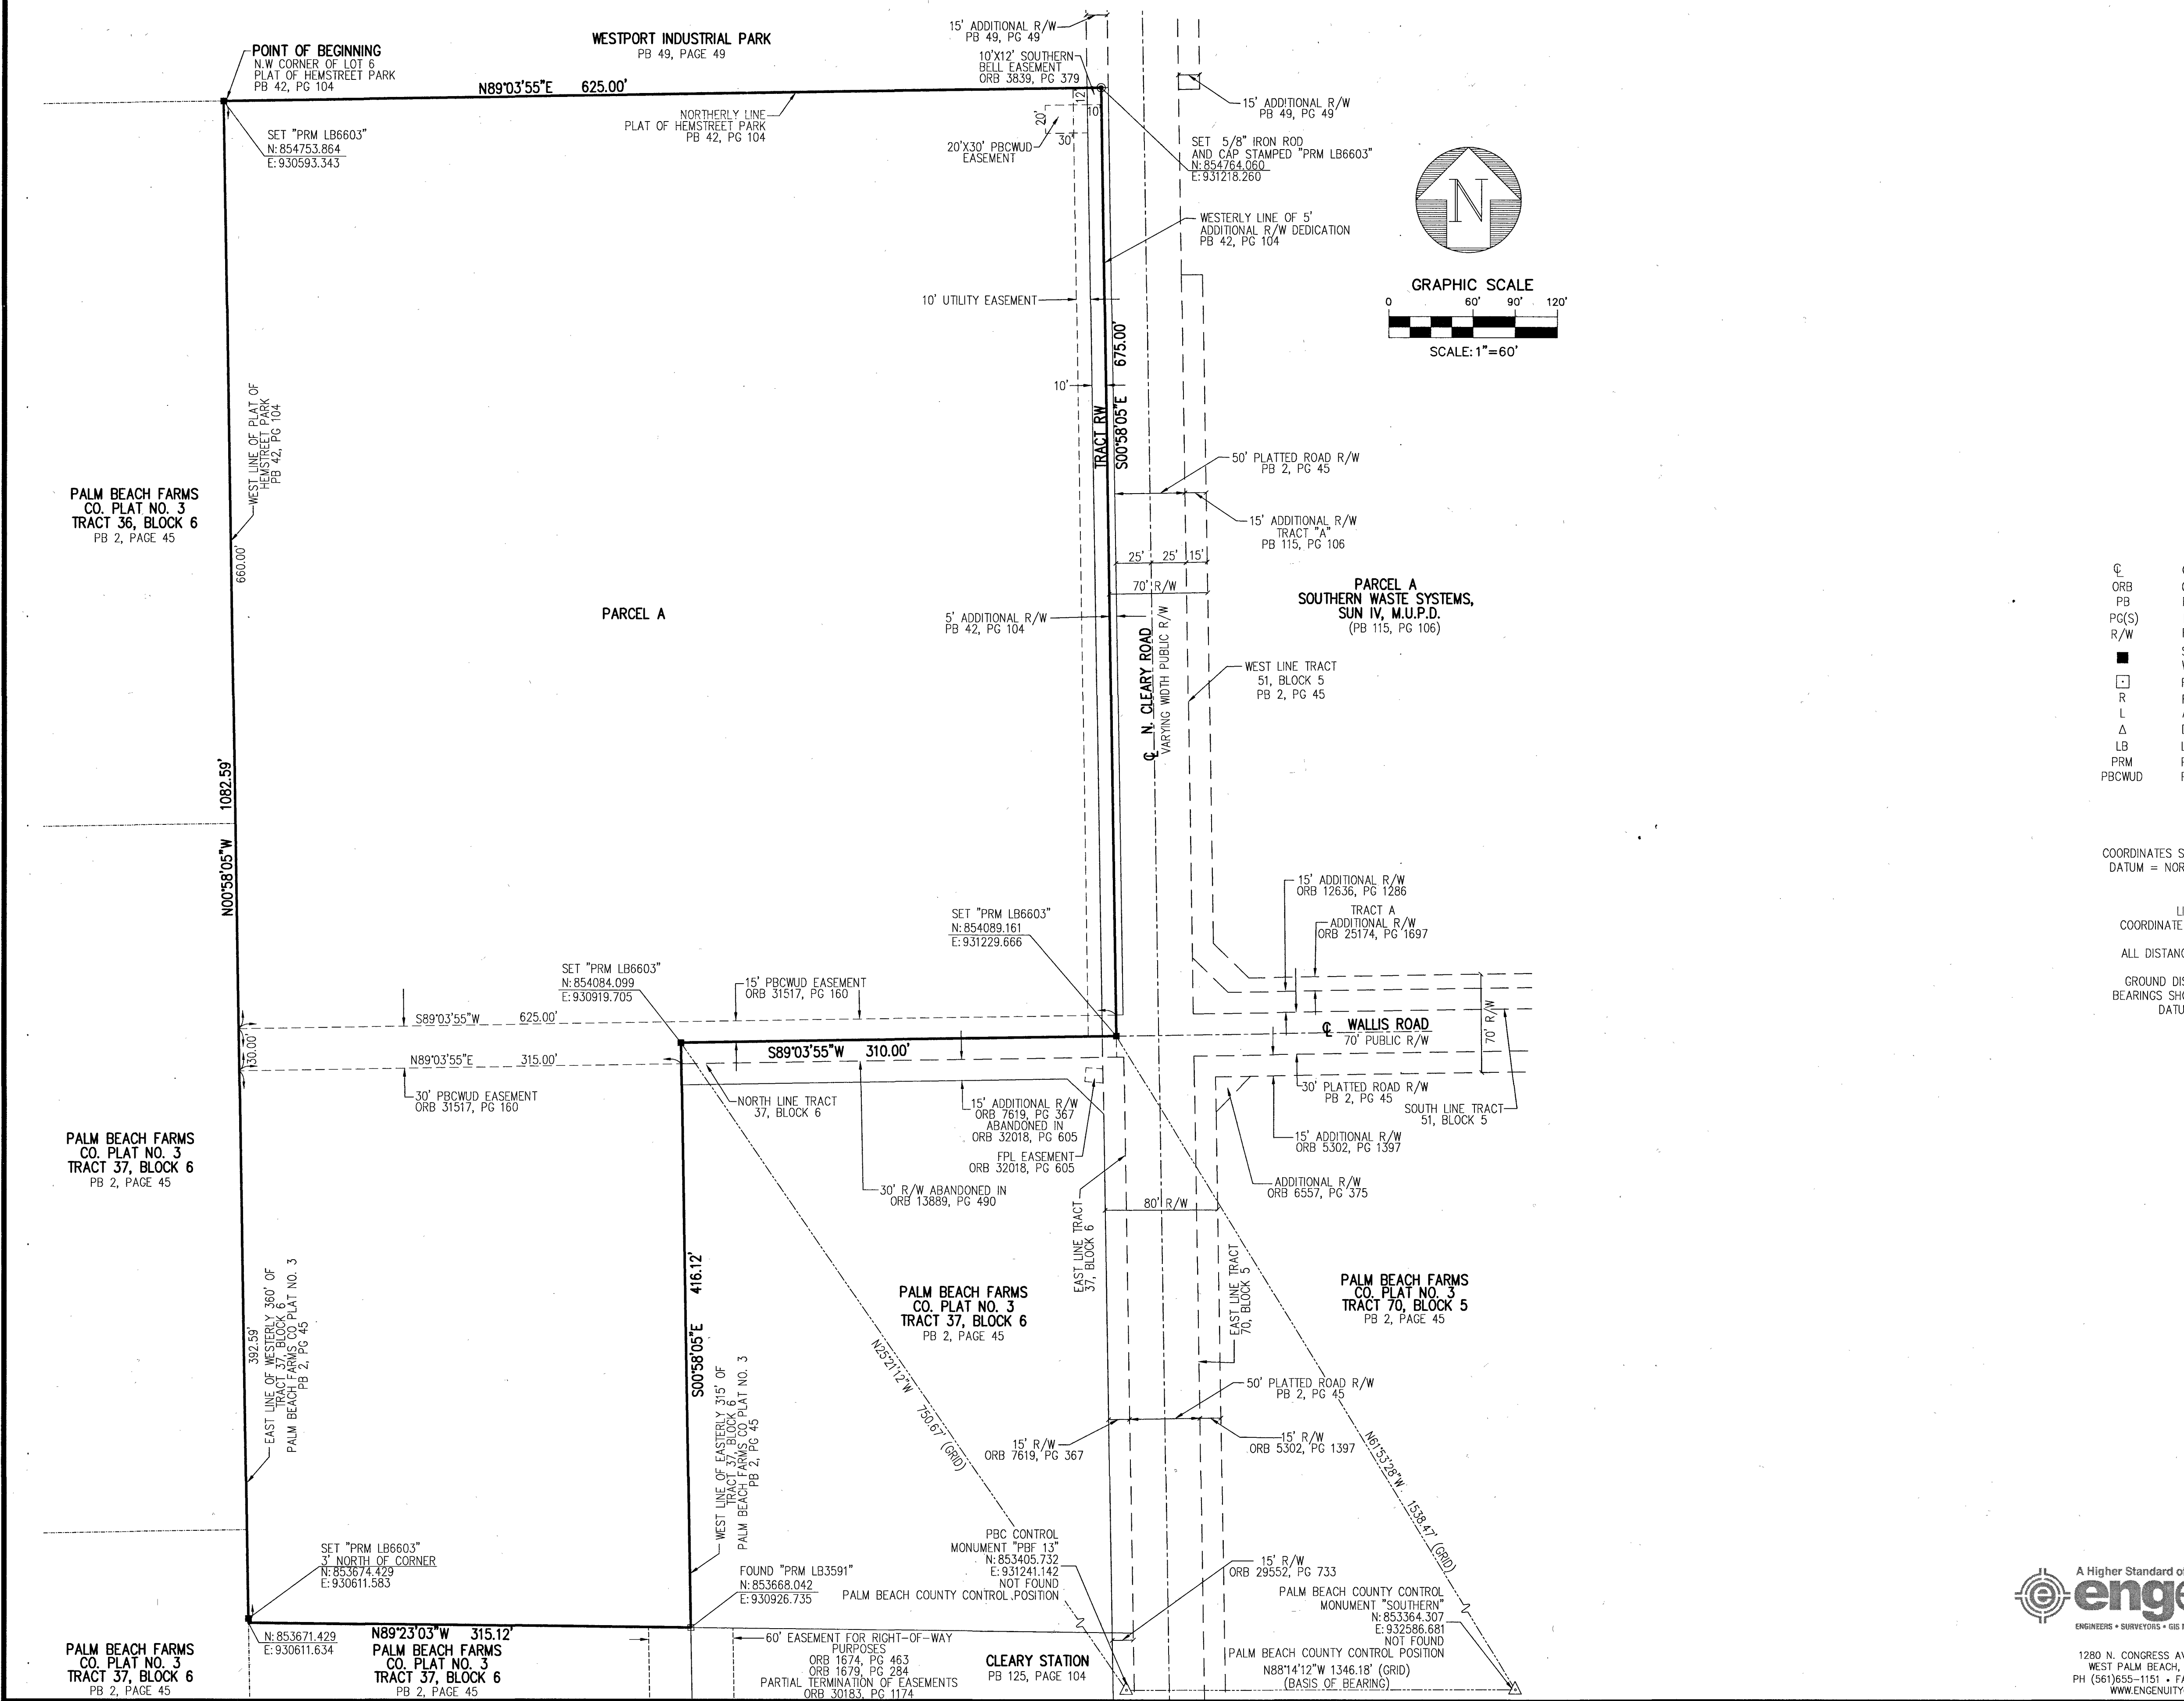 POINT OF BEGINNING
N.W CORNER OF LOT 6
PLAT OF HEMSTREET PARK
PB 42, PG 104
WESTPORT INDUSTRIAL PARK
PB 49, PAGE 49
15' ADDITIONAL R/W
PB 49, PG 49
10'X12' SOUTHERN
BELL EASEMENT
ORB 3839, PG 379
N89°03'55"E 625.00'
NORTHERLY LINE
PLAT OF HEMSTREET PARK
PB 42, PG 104
12'
10'
20'
30'
20'X30' PBCWUD
EASEMENT
15' ADDITIONAL R/W
PB 49, PG 49
SET "PRM LB6603"
N: 854753.864
E: 930593.343
SET 5/8" IRON ROD
AND CAP STAMPED "PRM LB6603"
N: 854764.060
E: 931218.260
N
WESTERLY LINE OF 5'
ADDITIONAL R/W DEDICATION
PB 42, PG 104
GRAPHIC SCALE
0 60' 90' 120'
SCALE: 1"=60'
10' UTILITY EASEMENT
675.00'
S00°58'05"E
10'
TRACT RW
WEST LINE OF PLAT OF
HEMSTREET PARK
PB 42, PG 104
50' PLATTED ROAD R/W
PB 2, PG 45
PALM BEACH FARMS
CO. PLAT NO. 3
TRACT 36, BLOCK 6
PB 2, PAGE 45
660.00'
15' ADDITIONAL R/W
TRACT "A"
PB 115, PG 106
25' 25' 15'
70' R/W
PARCEL A
5' ADDITIONAL R/W
PB 42, PG 104
PARCEL A
SOUTHERN WASTE SYSTEMS,
SUN IV, M.U.P.D.
(PB 115, PG 106)
℄ N. CLEARY ROAD
VARYING WIDTH PUBLIC R/W
WEST LINE TRACT
51, BLOCK 5
PB 2, PG 45
℄
ORB
PB
PG(S)
R/W
R
L
Δ
LB
PRM
PBCWUD
N00°58'05"W 1082.59'
COORDINATES S
DATUM = NOR
COORDINATE
ALL DISTANC
GROUND DIS
BEARINGS SH
DATU
15' ADDITIONAL R/W
ORB 12636, PG 1286
TRACT A
ADDITIONAL R/W
ORB 25174, PG 1697
SET "PRM LB6603"
N: 854089.161
E: 931229.666
SET "PRM LB6603"
N: 854084.099
E: 930919.705
15' PBCWUD EASEMENT
ORB 31517, PG 160
S89°03'55"W 625.00'
30.00'
N89°03'55"E 315.00'
S89°03'55"W 310.00'
℄ WALLIS ROAD
70' PUBLIC R/W
70' R/W
30' PBCWUD EASEMENT
ORB 31517, PG 160
NORTH LINE TRACT
37, BLOCK 6
15' ADDITIONAL R/W
ORB 7619, PG 367
ABANDONED IN
ORB 32018, PG 605
FPL EASEMENT
ORB 32018, PG 605
30' R/W ABANDONED IN
ORB 13889, PG 490
30' PLATTED ROAD R/W
PB 2, PG 45
SOUTH LINE TRACT
51, BLOCK 5
15' ADDITIONAL R/W
ORB 5302, PG 1397
ADDITIONAL R/W
ORB 6557, PG 375
80' R/W
PALM BEACH FARMS
CO. PLAT NO. 3
TRACT 37, BLOCK 6
PB 2, PAGE 45
EAST LINE TRACT
37, BLOCK 6
EAST LINE TRACT
70, BLOCK 5
392.59'
EAST LINE OF WESTERLY 360' OF
TRACT 37, BLOCK 6
PALM BEACH FARMS CO PLAT NO. 3
PB 2, PG 45
S00°58'05"E 416.12'
WEST LINE OF EASTERLY 315' OF
TRACT 37, BLOCK 6
PALM BEACH FARMS CO PLAT NO. 3
PB 2, PG 45
PALM BEACH FARMS
CO. PLAT NO. 3
TRACT 37, BLOCK 6
PB 2, PAGE 45
PALM BEACH FARMS
CO. PLAT NO. 3
TRACT 70, BLOCK 5
PB 2, PAGE 45
N25°21'12"W 750.67' (GRID)
N61°53'28"W 1538.47' (GRID)
50' PLATTED ROAD R/W
PB 2, PG 45
15' R/W
ORB 7619, PG 367
15' R/W
ORB 5302, PG 1397
SET "PRM LB6603"
3' NORTH OF CORNER
N: 853674.429
E: 930611.583
FOUND "PRM LB3591"
N: 853668.042
E: 930926.735
PBC CONTROL
MONUMENT "PBF 13"
N: 853405.732
E: 931241.142
NOT FOUND
PALM BEACH COUNTY CONTROL POSITION
15' R/W
ORB 29552, PG 733
PALM BEACH COUNTY CONTROL
MONUMENT "SOUTHERN"
N: 853364.307
E: 932586.681
NOT FOUND
PALM BEACH COUNTY CONTROL POSITION
N88°14'12"W 1346.18' (GRID)
(BASIS OF BEARING)
N: 853671.429
E: 930611.634
N89°23'03"W 315.12'
PALM BEACH FARMS
CO. PLAT NO. 3
TRACT 37, BLOCK 6
PB 2, PAGE 45
PALM BEACH FARMS
CO. PLAT NO. 3
TRACT 37, BLOCK 6
PB 2, PAGE 45
60' EASEMENT FOR RIGHT-OF-WAY
PURPOSES
ORB 1674, PG 463
ORB 1679, PG 284
PARTIAL TERMINATION OF EASEMENTS
ORB 30183, PG 1174
CLEARY STATION
PB 125, PAGE 104
A Higher Standard of
enge
ENGINEERS • SURVEYORS • GIS
1280 N. CONGRESS AV
WEST PALM BEACH,
PH (561)655-1151 • FA
WWW.ENGENUITY